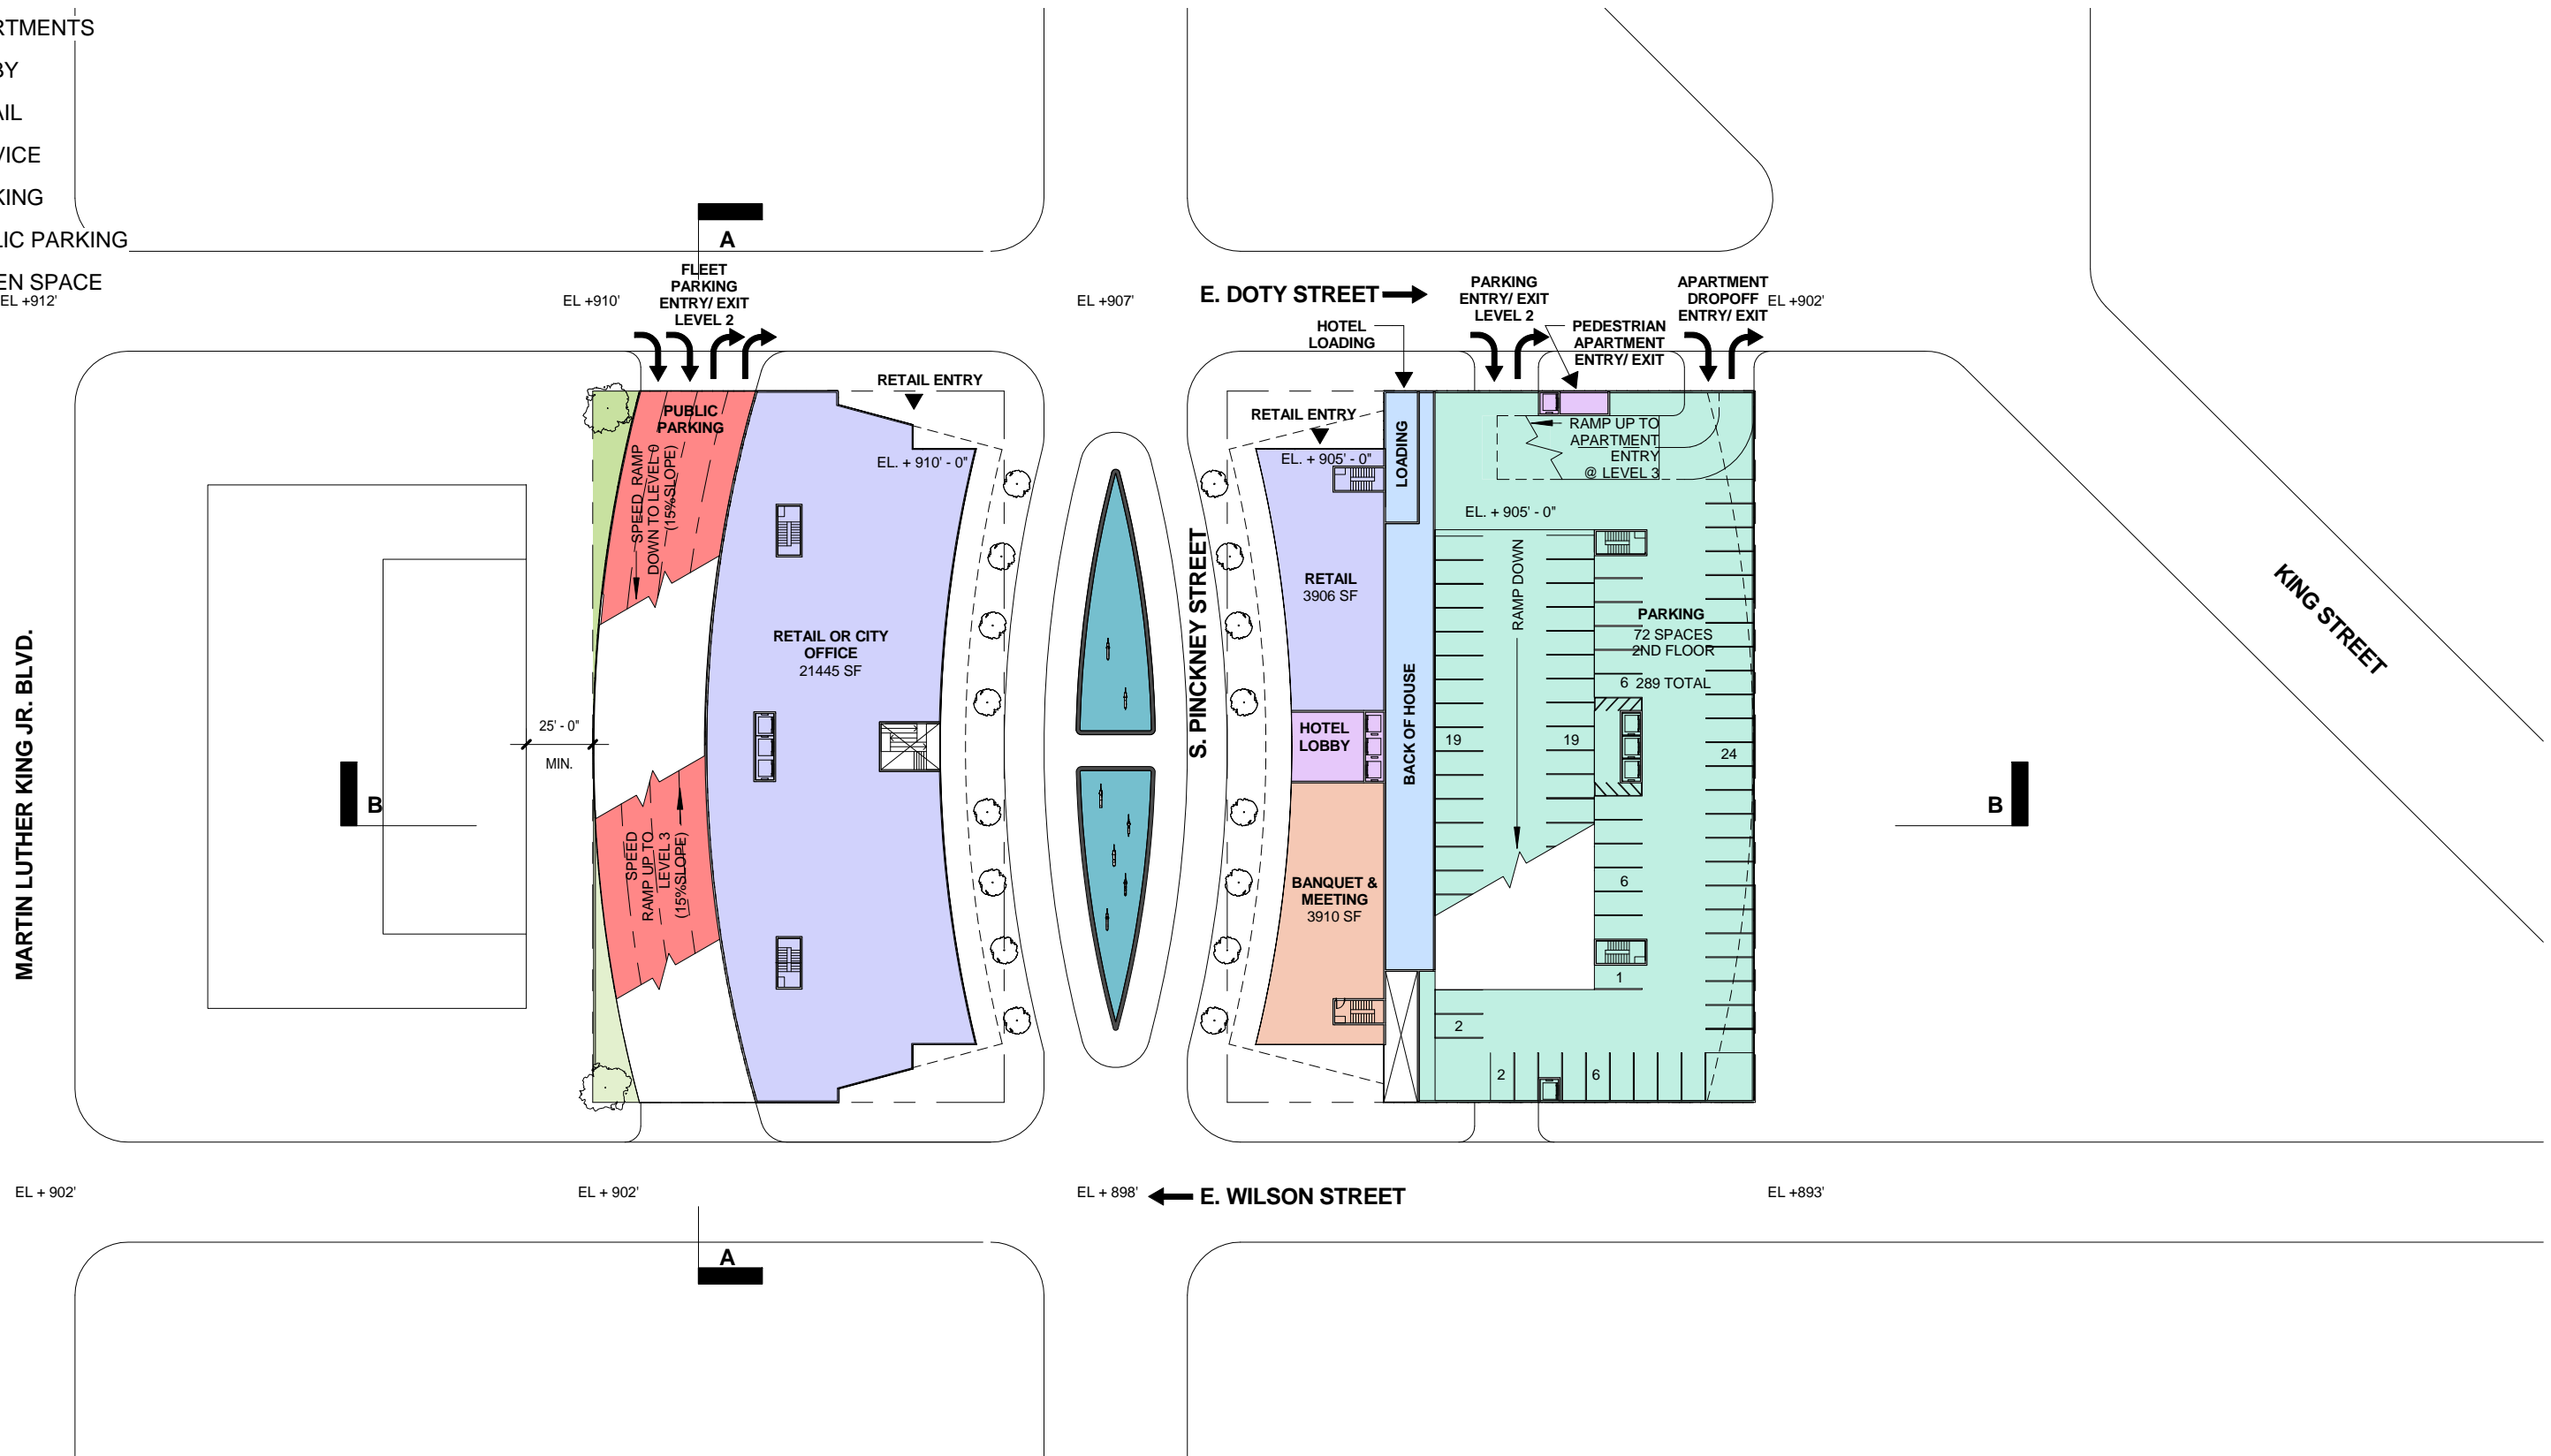 RTMENTS
BY
AIL
VICE
KING
LIC PARKING
EN SPACE
EL +912'
EL +910'
EL +907'
EL +902'
A
FLEET
PARKING
ENTRY/ EXIT
LEVEL 2
E. DOTY STREET
PARKING
ENTRY/ EXIT
LEVEL 2
APARTMENT
DROPOFF
ENTRY/ EXIT
HOTEL
LOADING
PEDESTRIAN
APARTMENT
ENTRY/ EXIT
RETAIL ENTRY
RETAIL ENTRY
PUBLIC
PARKING
SPEED RAMP
DOWN TO LEVEL 0
(15%SLOPE)
EL. + 910' - 0"
EL. + 905' - 0"
LOADING
RAMP UP TO
APARTMENT
ENTRY
@ LEVEL 3
EL. + 905' - 0"
RAMP DOWN
RETAIL
3906 SF
PARKING
72 SPACES
2ND FLOOR
6
289 TOTAL
RETAIL OR CITY
OFFICE
21445 SF
S. PINCKNEY STREET
KING STREET
MARTIN LUTHER KING JR. BLVD.
25' - 0"
MIN.
HOTEL
LOBBY
BACK OF HOUSE
19
19
24
B
B
SPEED
RAMP UP TO
LEVEL 3
(15%SLOPE)
BANQUET &
MEETING
3910 SF
6
1
2
2
6
EL + 902'
EL + 902'
EL + 898'
E. WILSON STREET
EL +893'
A